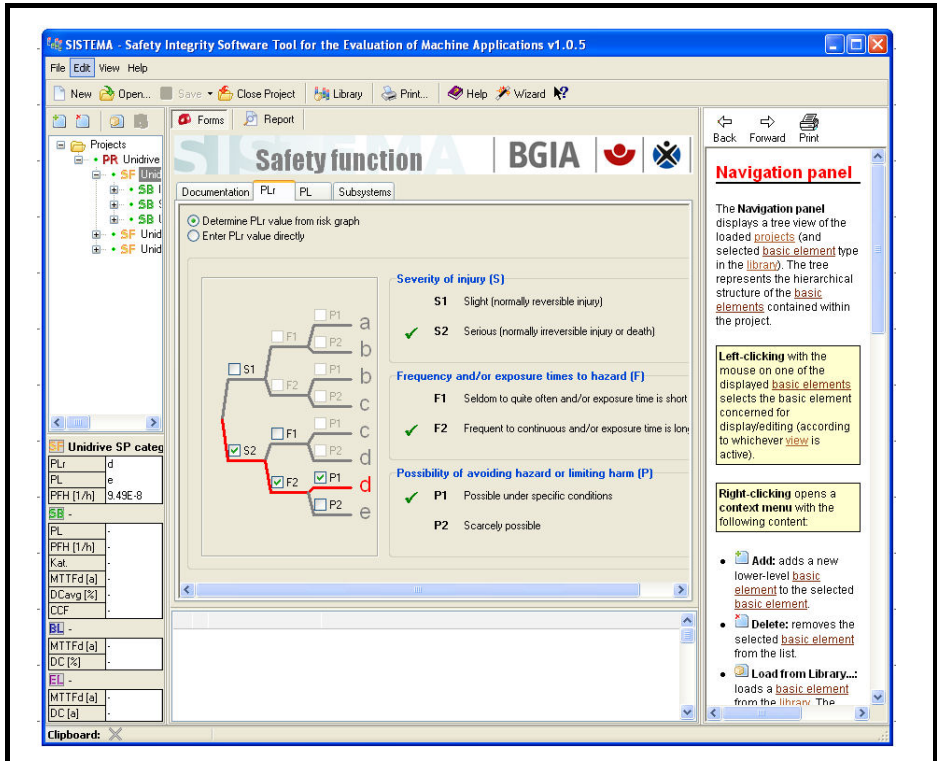 SISTEMA - Safety Integrity Software Tool for the Evaluation of Machine Applications v1.0.5
File Edit View Help
New Open... Save Close Project Library Print... Help Wizard
Forms Report
Back Forward Print
Projects
PR Unidrive
SF Unid
SB
SB
SB
SF Unid
SF Unid
SISTEMA
Safety function
BGIA
Documentation PLr PL Subsystems
Determine PLr value from risk graph
Enter PLr value directly
P1
a
F1
P2
b
S1
P1
b
F2
P2
c
F1
P1
c
S2
P2
d
F2
P1
d
P2
e
Severity of injury (S)
S1 Slight (normally reversible injury)
S2 Serious (normally irreversible injury or death)
Frequency and/or exposure times to hazard (F)
F1 Seldom to quite often and/or exposure time is short
F2 Frequent to continuous and/or exposure time is long
Possibility of avoiding hazard or limiting harm (P)
P1 Possible under specific conditions
P2 Scarcely possible
SF Unidrive SP categ
PLr d
PL e
PFH [1/h] 9.49E-8
SB -
PL -
PFH [1/h] -
Kat. -
MTTFd [a] -
DCavg [%] -
CCF -
BL -
MTTFd [a] -
DC [%] -
EL -
MTTFd [a] -
DC [a] -
Navigation panel
The Navigation panel
displays a tree view of the
loaded projects (and
selected basic element type
in the library). The tree
represents the hierarchical
structure of the basic
elements contained within
the project.
Left-clicking with the
mouse on one of the
displayed basic elements
selects the basic element
concerned for
display/editing (according
to whichever view is
active).
Right-clicking opens a
context menu with the
following content:
Add: adds a new
lower-level basic
element to the selected
basic element.
Delete: removes the
selected basic element
from the list.
Load from Library...:
loads a basic element
from the library. The
Clipboard: